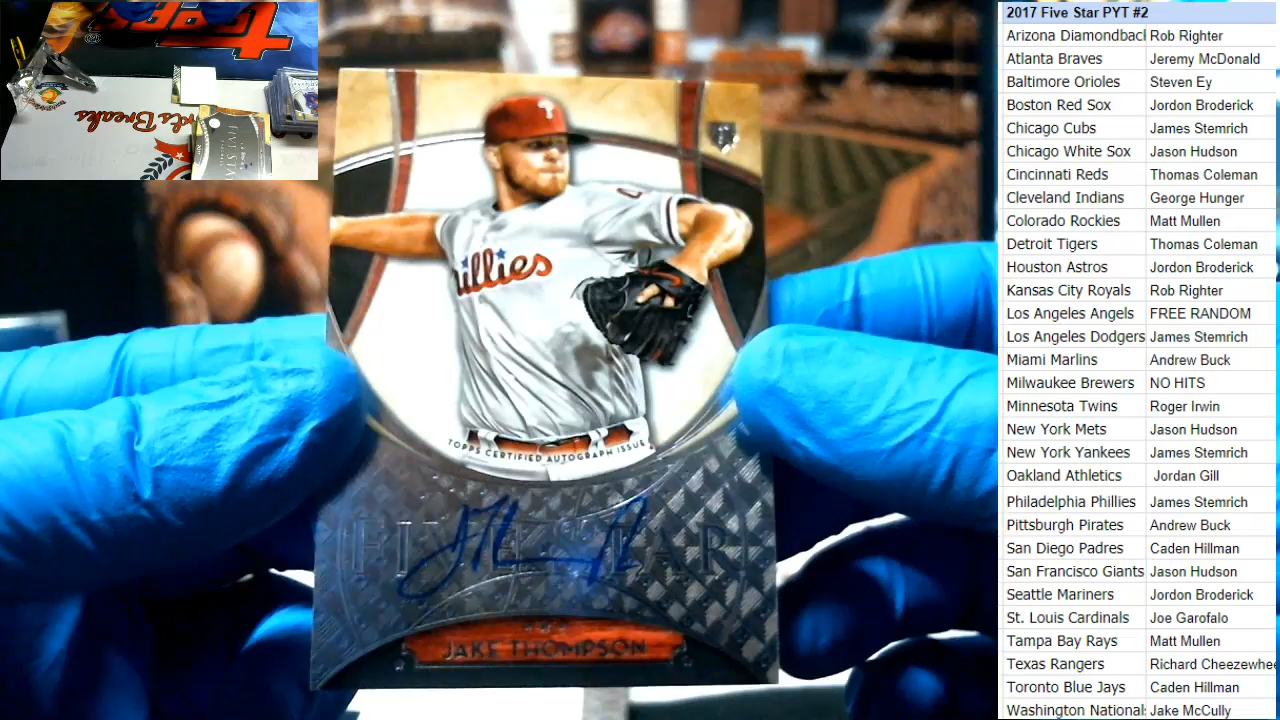 2017 Five Star PYT #2
Arizona Diamondbacl Rob Righter
Atlanta Braves Jeremy McDonald
Baltimore Orioles Steven Ey
Boston Red Sox Jordon Broderick
Chicago Cubs James Stemrich
Chicago White Sox Jason Hudson
Cincinnati Reds Thomas Coleman
Cleveland Indians George Hunger
Colorado Rockies Matt Mullen
Detroit Tigers Thomas Coleman
Houston Astros Jordon Broderick
Kansas City Royals Rob Righter
Los Angeles Angels FREE RANDOM
Los Angeles Dodgers James Stemrich
Miami Marlins Andrew Buck
Milwaukee Brewers NO HITS
Minnesota Twins Roger Irwin
New York Mets Jason Hudson
New York Yankees James Stemrich
Oakland Athletics Jordan Gill
Philadelphia Phillies James Stemrich
Pittsburgh Pirates Andrew Buck
San Diego Padres Caden Hillman
San Francisco Giants Jason Hudson
Seattle Mariners Jordon Broderick
St. Louis Cardinals Joe Garofalo
Tampa Bay Rays Matt Mullen
Texas Rangers Richard Cheezewhe
Toronto Blue Jays Caden Hillman
Washington National: Jake McCully
P
Phillies
TOPPS CERTIFIED AUTOGRAPH ISSUE
FIVE STAR
JAKE THOMPSON
topps
rds Breaks
FIVE STAR